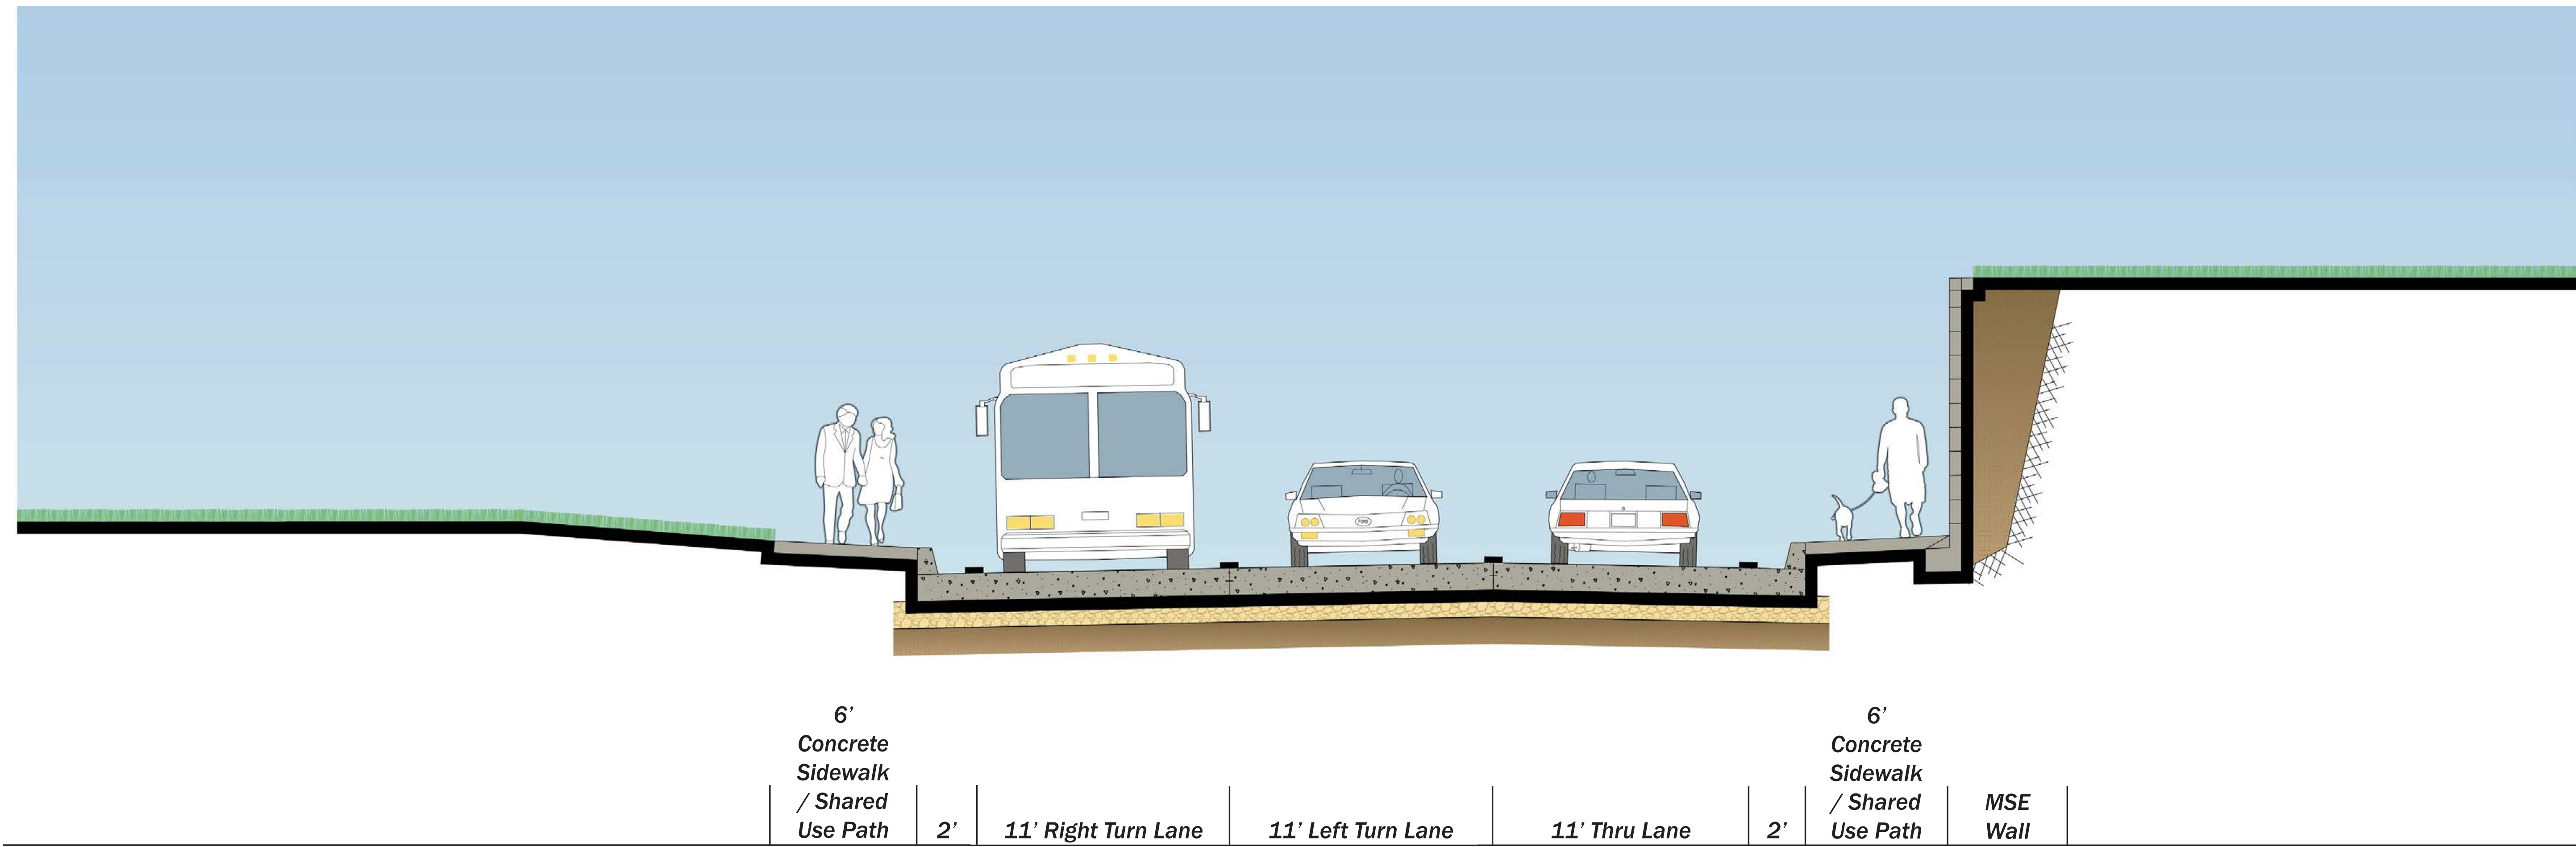 6’
Concrete
Sidewalk
/ Shared
Use Path
2’
11’ Right Turn Lane
11’ Left Turn Lane
11’ Thru Lane
2’
6’
Concrete
Sidewalk
/ Shared
Use Path
MSE
Wall